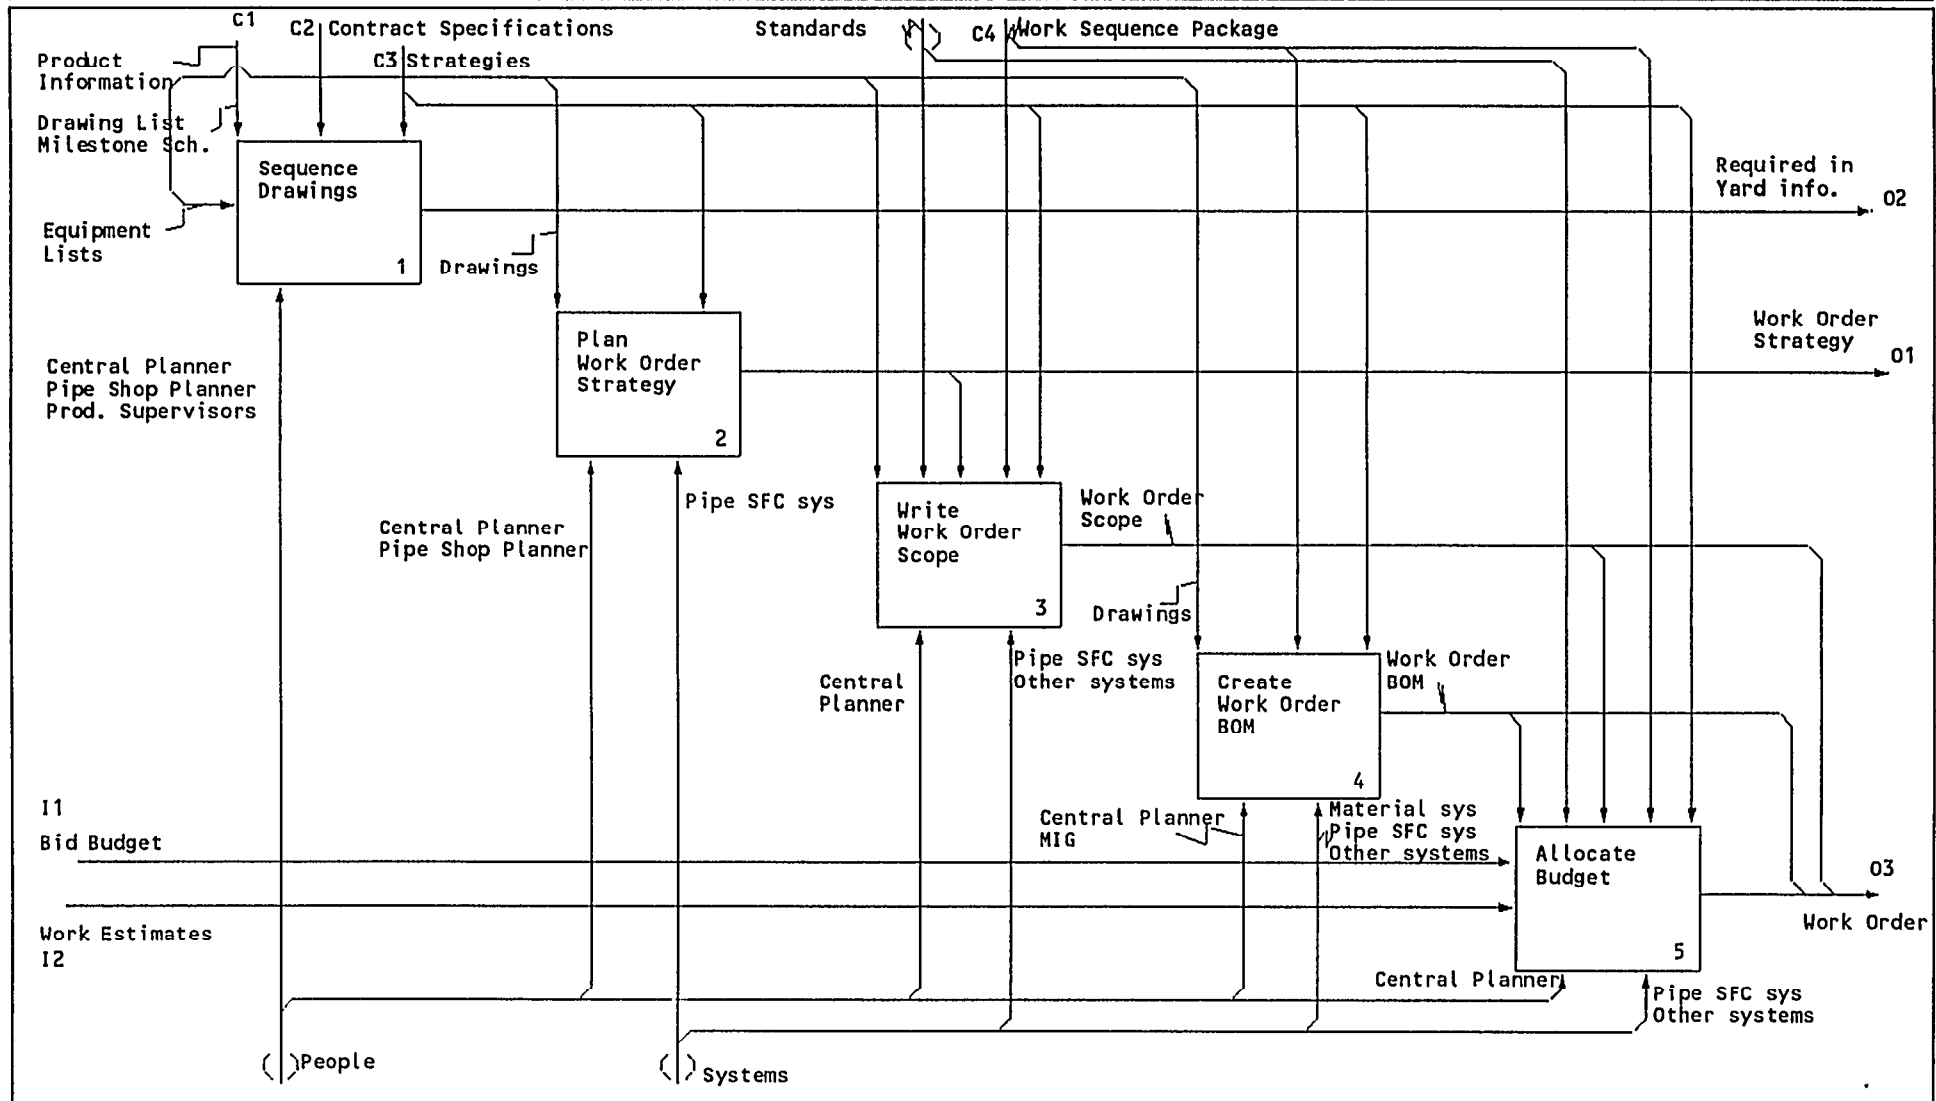 C1
C2 Contract Specifications
Standards
C4 Work Sequence Package
Product
Information
C3 Strategies
Drawing List
Milestone Sch.
Sequence
Drawings
1
Required in
Yard info.
O2
Equipment
Lists
Drawings
Work Order
Strategy
O1
Plan
Work Order
Strategy
2
Central Planner
Pipe Shop Planner
Prod. Supervisors
Pipe SFC sys
Central Planner
Pipe Shop Planner
Write
Work Order
Scope
3
Work Order
Scope
Drawings
Central
Planner
Pipe SFC sys
Other systems
Create
Work Order
BOM
4
Work Order
BOM
I1
Bid Budget
Central Planner
MIG
Material sys
Pipe SFC sys
Other systems
Allocate
Budget
5
O3
Work Order
Work Estimates
I2
Central Planner
Pipe SFC sys
Other systems
People
Systems